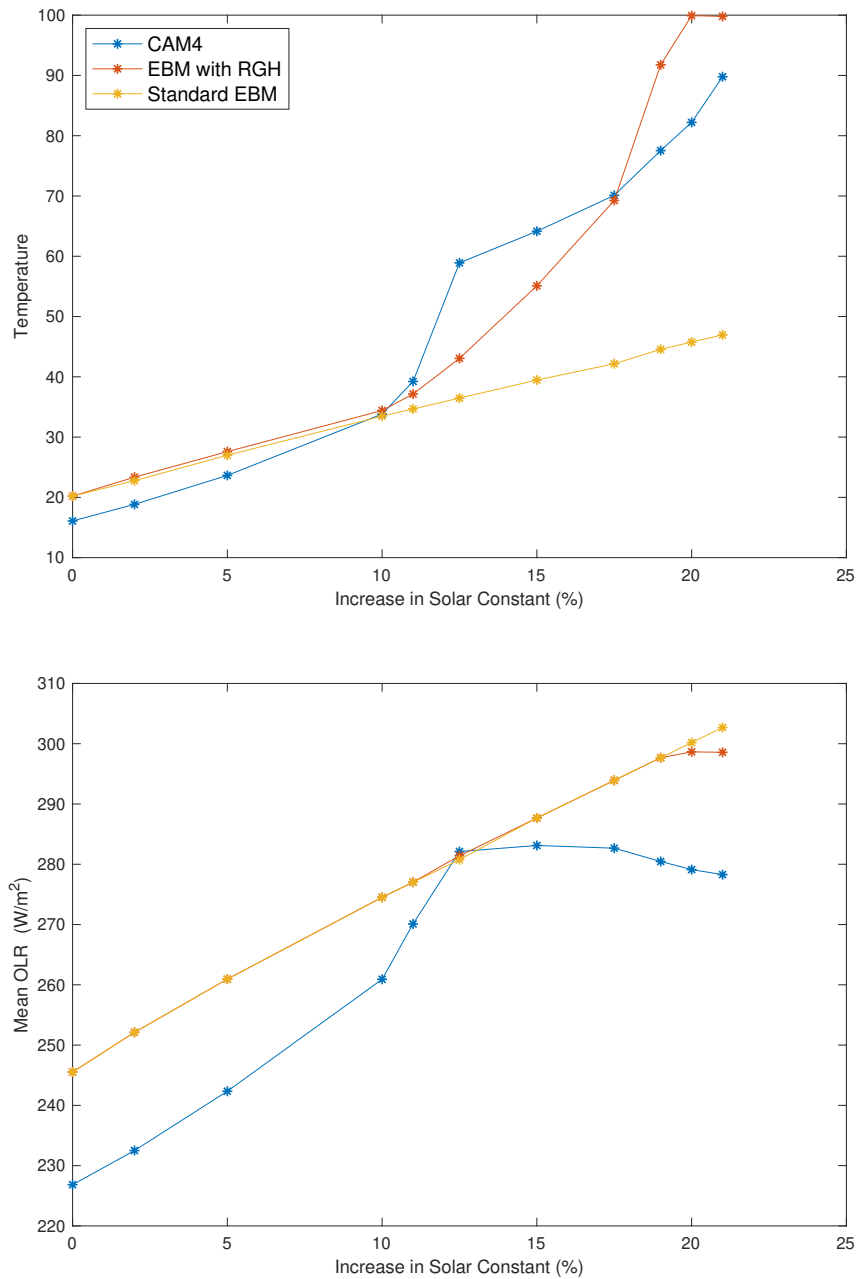 100
90
80
70
60
50
40
30
20
10
Temperature
CAM4
EBM with RGH
Standard EBM
0 5 10 15 20 25
Increase in Solar Constant (%)
310
300
290
280
270
260
250
240
230
220
Mean OLR (W/m²)
0 5 10 15 20 25
Increase in Solar Constant (%)